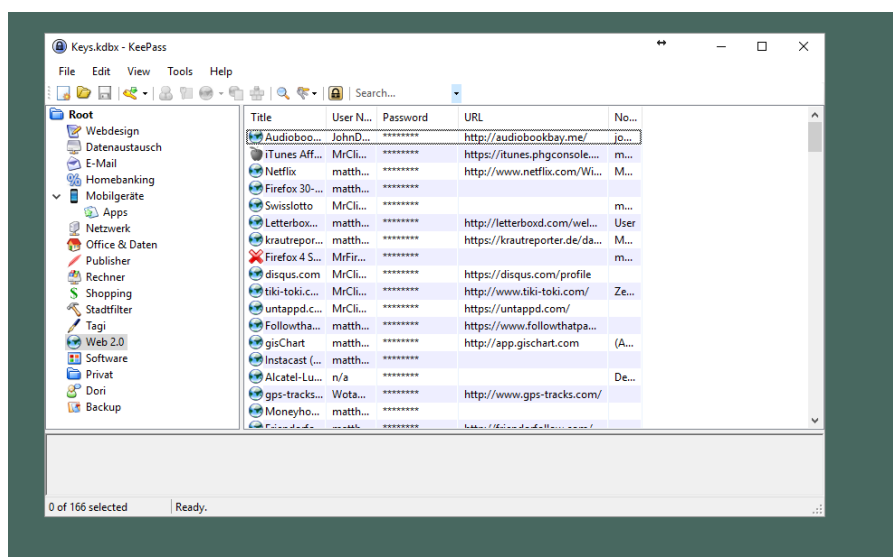 Keys.kdbx - KeePass
File Edit View Tools Help
Search...
Root
Webdesign
Datenaustausch
E-Mail
Homebanking
Mobilgeräte
Apps
Netzwerk
Office & Daten
Publisher
Rechner
Shopping
Stadtfilter
Tagi
Web 2.0
Software
Privat
Dori
Backup
Title User N... Password URL No...
Audioboo... JohnD... ******** http://audiobookbay.me/ jo...
iTunes Aff... MrCli... ******** https://itunes.phgconsole.... m...
Netflix matth... ******** http://www.netflix.com/Wi... M...
Firefox 30-... matth... ********
Swisslotto MrCli... ******** m...
Letterbox... matth... ******** http://letterboxd.com/wel... User
krautrepor... matth... ******** https://krautreporter.de/da... M...
Firefox 4 S... MrFir... ******** m...
disqus.com MrCli... ******** https://disqus.com/profile
tiki-toki.c... MrCli... ******** http://www.tiki-toki.com/ Ze...
untappd.c... MrCli... ******** https://untappd.com/
Followtha... matth... ******** https://www.followthatpa...
gisChart matth... ******** http://app.gischart.com (A...
Instacast (... matth... ********
Alcatel-Lu... n/a ******** De...
gps-tracks... Wota... ******** http://www.gps-tracks.com/
Moneyho... matth... ********
0 of 166 selected Ready.